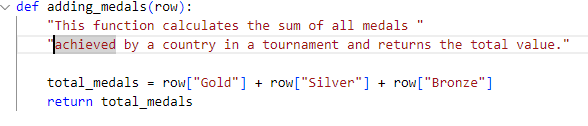 def adding_medals(row):
    "This function calculates the sum of all medals "
    "achieved by a country in a tournament and returns the total value."
    total_medals = row["Gold"] + row["Silver"] + row["Bronze"]
    return total_medals